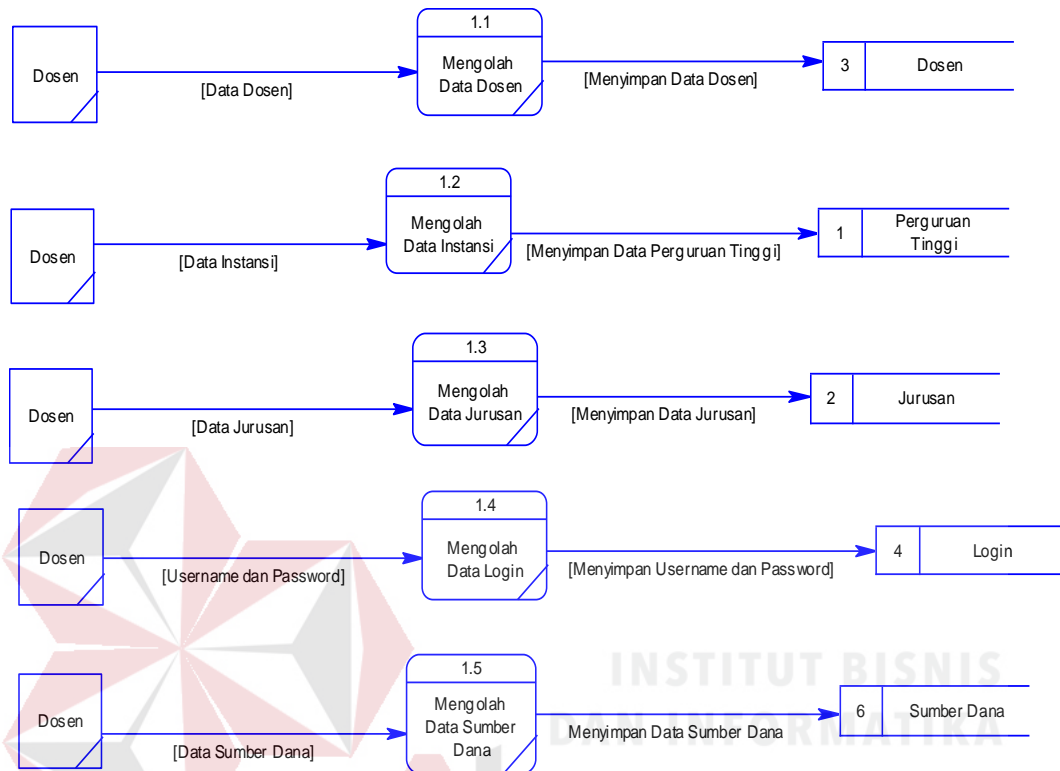 1.1
Dosen
Mengolah
Data Dosen
[Data Dosen]
[Menyimpan Data Dosen]
3
Dosen
1.2
Dosen
Mengolah
Data Instansi
[Data Instansi]
[Menyimpan Data Perguruan Tinggi]
1
Perguruan
Tinggi
1.3
Dosen
Mengolah
Data Jurusan
[Data Jurusan]
[Menyimpan Data Jurusan]
2
Jurusan
1.4
Dosen
Mengolah
Data Login
[Username dan Password]
[Menyimpan Username dan Password]
4
Login
1.5
Dosen
Mengolah
Data Sumber
Dana
[Data Sumber Dana]
Menyimpan Data Sumber Dana
6
Sumber Dana
INSTITUT BISNIS
DAN INFORMATIKA